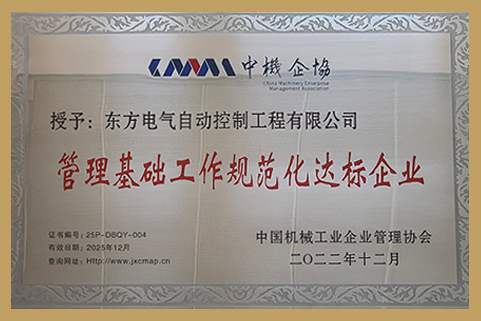 CMMA 中機企协
China Machinery Enterprise
Management Association
授予：东方电气自动控制工程有限公司
管理基础工作规范化达标企业
证书编号：25P-DBQY-004
有效日期：2025年12月
查询网址：Http://www.jxcmap.cn
中国机械工业企业管理协会
二〇二二年十二月